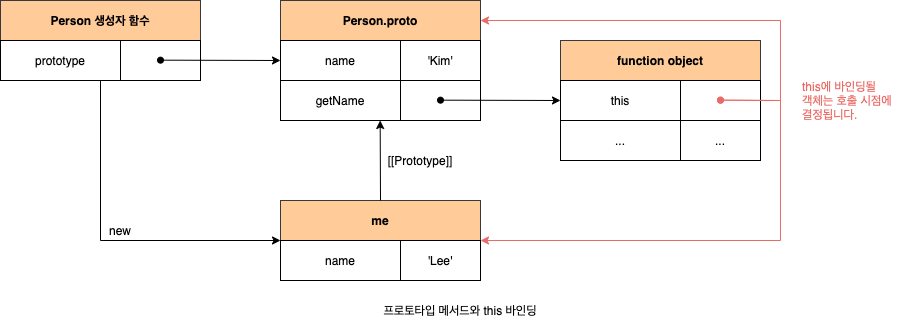 Person 생성자 함수
prototype
Person.proto
name
'Kim'
getName
function object
this
...
...
this에 바인딩될
객체는 호출 시점에
결정됩니다.
[[Prototype]]
new
me
name
'Lee'
프로토타입 메서드와 this 바인딩